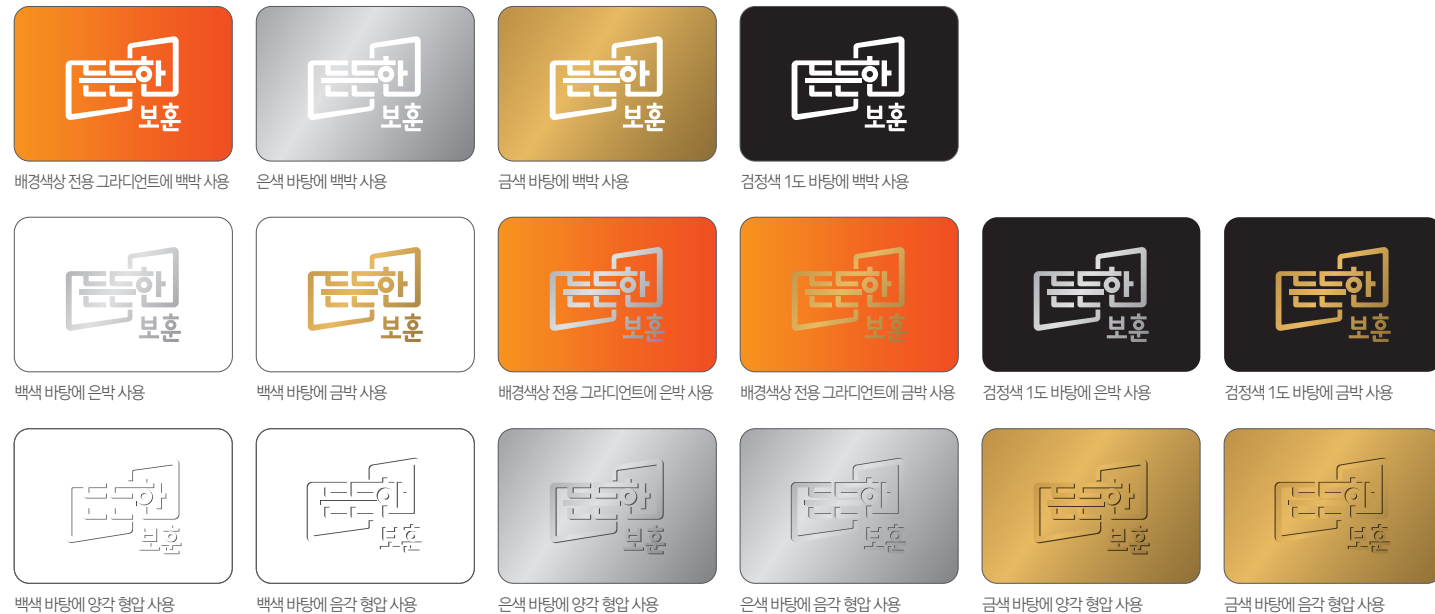 든든한
보훈
든든한
보훈
든든한
보훈
든든한
보훈
배경색상 전용 그라디언트에 백박 사용
은색 바탕에 백박 사용
금색 바탕에 백박 사용
검정색 1도 바탕에 백박 사용
든든한
보훈
든든한
보훈
든든한
보훈
든든한
보훈
든든한
보훈
든든한
보훈
백색 바탕에 은박 사용
백색 바탕에 금박 사용
배경색상 전용 그라디언트에 은박 사용
배경색상 전용 그라디언트에 금박 사용
검정색 1도 바탕에 은박 사용
검정색 1도 바탕에 금박 사용
든든한
보훈
든든한
보훈
든든한
보훈
든든한
보훈
든든한
보훈
든든한
보훈
백색 바탕에 양각 형압 사용
백색 바탕에 음각 형압 사용
은색 바탕에 양각 형압 사용
은색 바탕에 음각 형압 사용
금색 바탕에 양각 형압 사용
금색 바탕에 음각 형압 사용